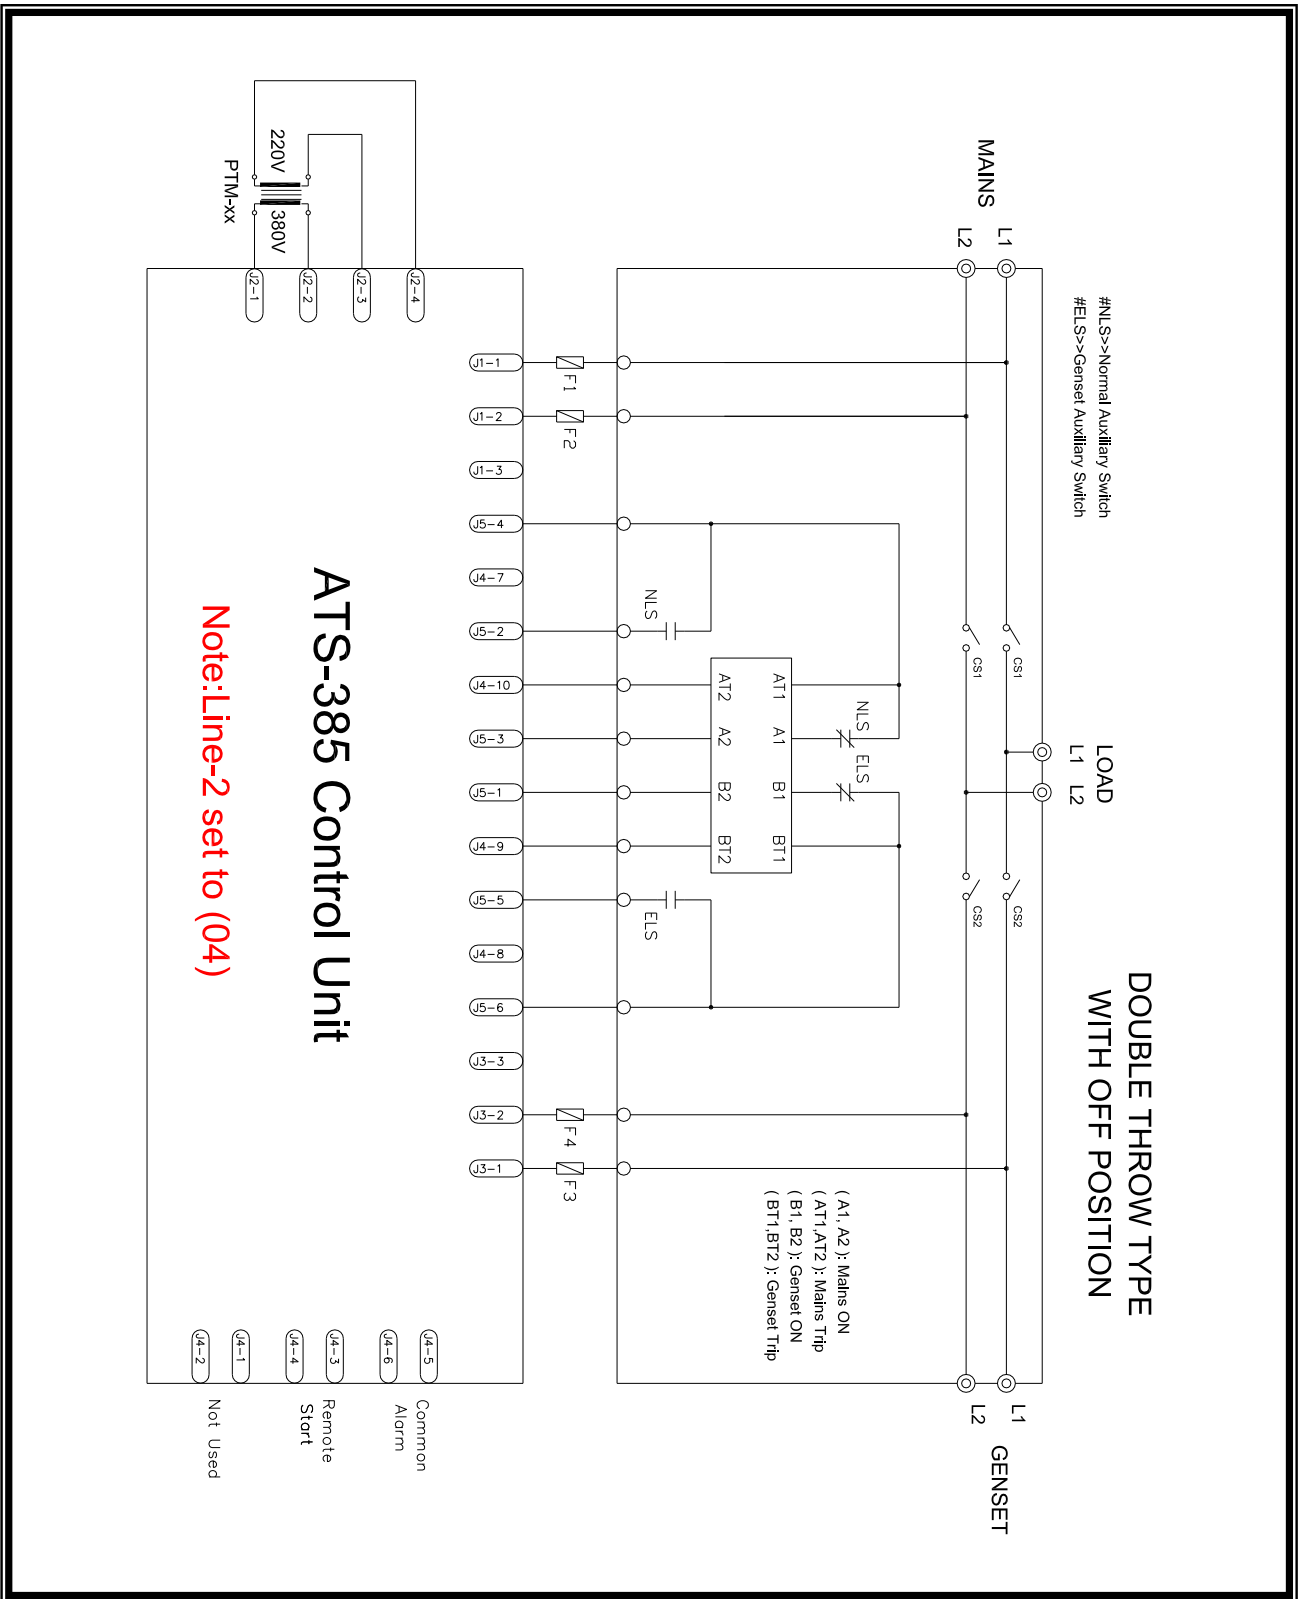 DOUBLE THROW TYPE
WITH OFF POSITION
#NLS>>Normal Auxiliary Switch
#ELS>>Genset Auxiliary Switch
MAINS
L1
L2
LOAD
L1 L2
GENSET
L1
L2
CS1
CS1
CS2
CS2
NLS
ELS
AT1 A1 B1 BT1
AT2 A2 B2 BT2
NLS
ELS
( A1, A2 ): Mains ON
( AT1,AT2 ): Mains Trip
( B1, B2 ): Genset ON
( BT1,BT2 ): Genset Trip
F1
F2
F4
F3
J1-1
J1-2
J1-3
J5-4
J4-7
J5-2
J4-10
J5-3
J5-1
J4-9
J5-5
J4-8
J5-6
J3-3
J3-2
J3-1
J2-4
J2-3
J2-2
J2-1
220V
380V
PTM-xx
ATS-385 Control Unit
Note:Line-2 set to (04)
J4-5
J4-6
J4-3
J4-4
J4-1
J4-2
Common
Alarm
Remote
Start
Not Used